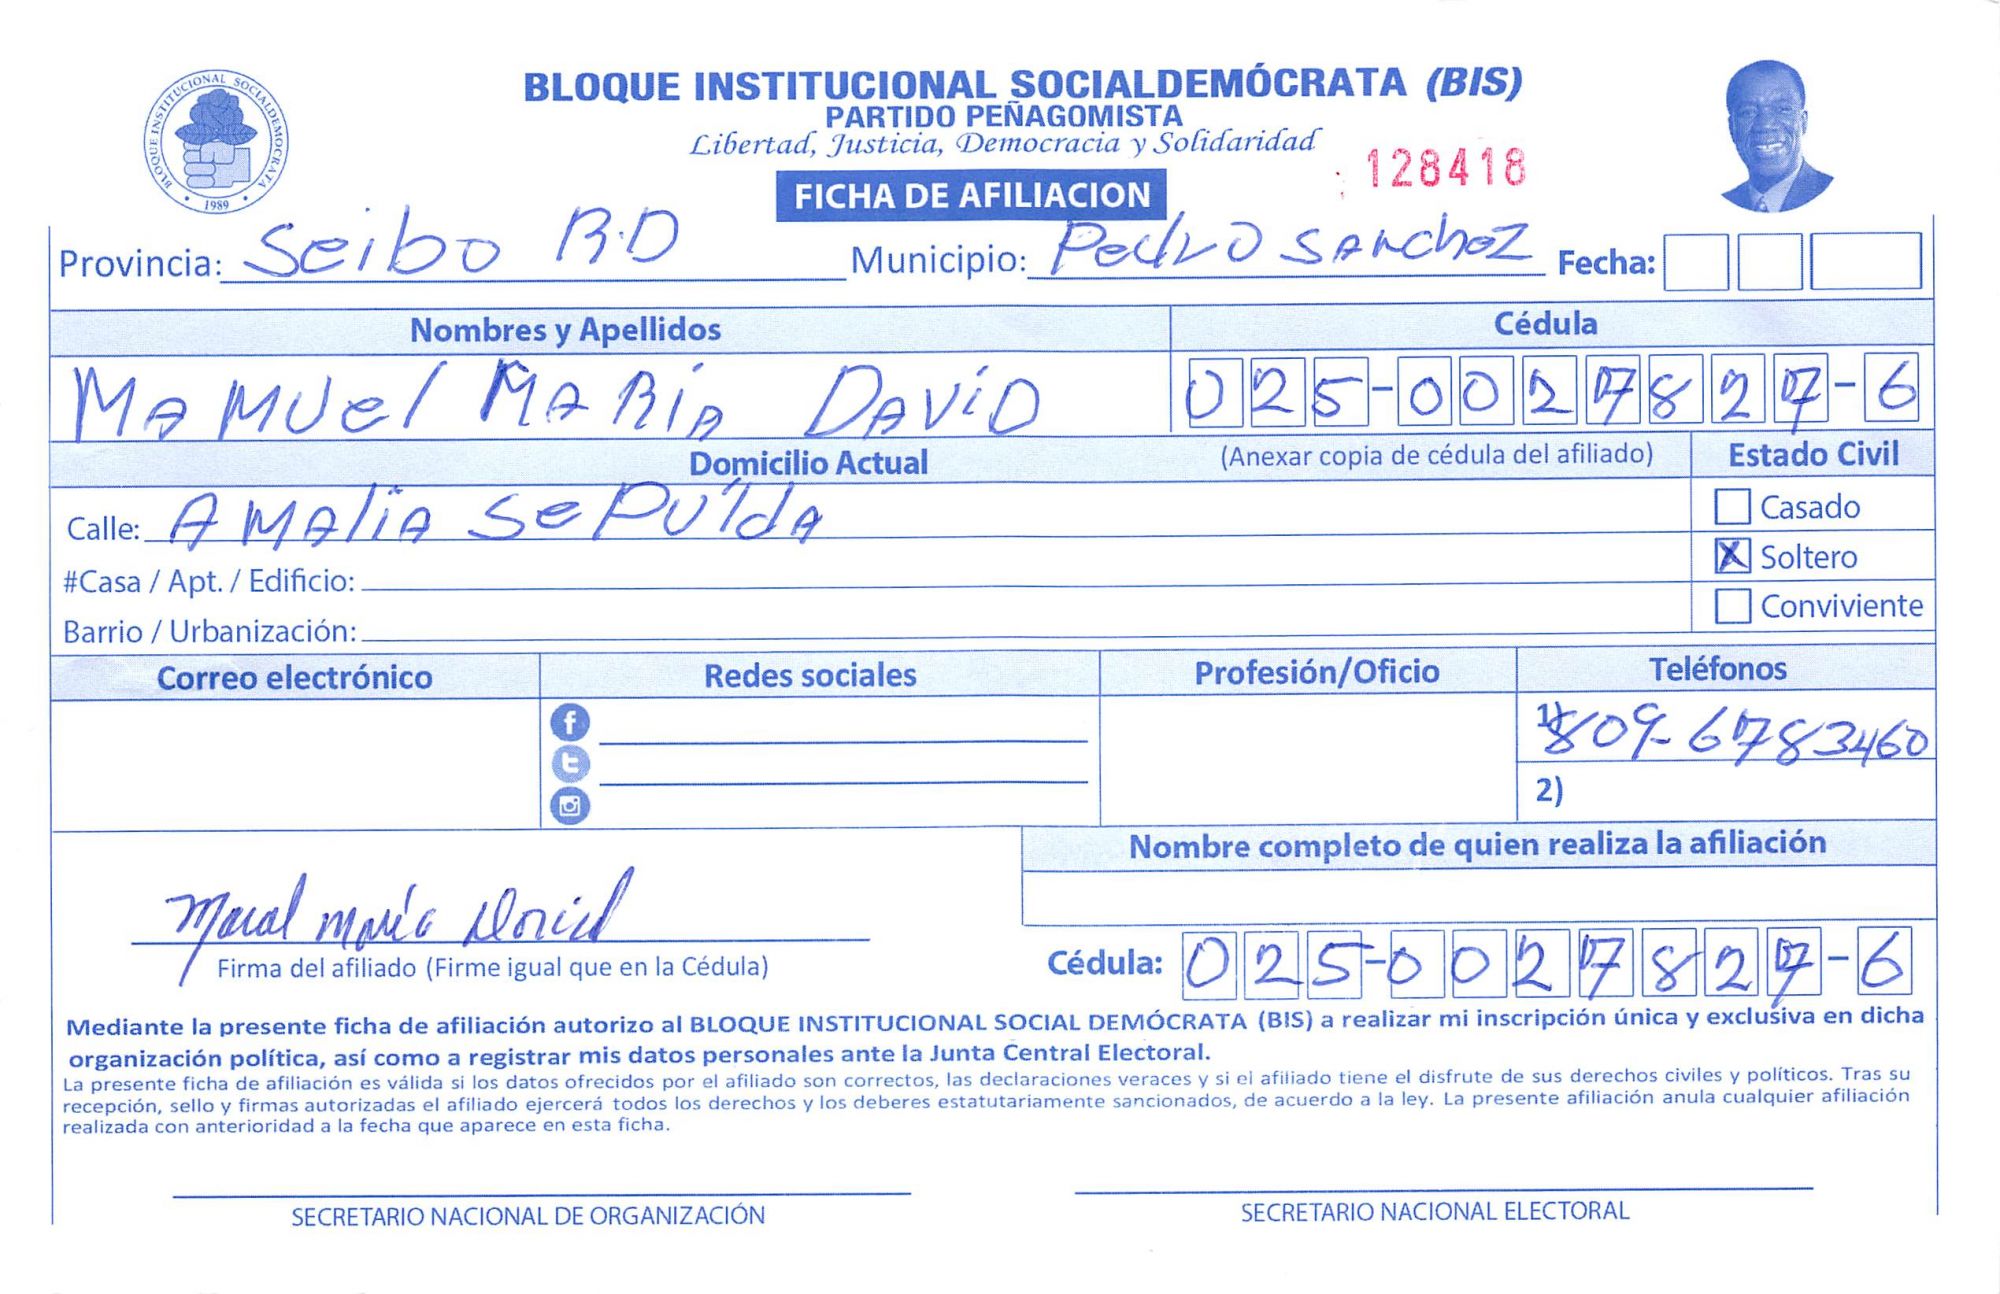 BLOQUE INSTITUCIONAL SOCIALDEMÓCRATA (BIS)
PARTIDO PEÑAGOMISTA
Libertad, Justicia, Democracia y Solidaridad
BLOQUE INSTITUCIONAL SOCIALDEMOCRATA
1989
128418
FICHA DE AFILIACION
Provincia: Seibo R.D Municipio: Pedro Sanchez Fecha:
Nombres y Apellidos Cédula
MAMUel MARíA DAViD 025-0027827-6
Domicilio Actual (Anexar copia de cédula del afiliado) Estado Civil
Calle: AMAliA SePUlDA
Casado
X Soltero
#Casa / Apt. / Edificio:
Conviviente
Barrio / Urbanización:
Correo electrónico Redes sociales Profesión/Oficio Teléfonos
1) 809-6783460
2)
Nombre completo de quien realiza la afiliación
María David
Firma del afiliado (Firme igual que en la Cédula)
Cédula: 025-0027827-6
Mediante la presente ficha de afiliación autorizo al BLOQUE INSTITUCIONAL SOCIAL DEMÓCRATA (BIS) a realizar mi inscripción única y exclusiva en dicha
organización política, así como a registrar mis datos personales ante la Junta Central Electoral.
La presente ficha de afiliación es válida si los datos ofrecidos por el afiliado son correctos, las declaraciones veraces y si el afiliado tiene el disfrute de sus derechos civiles y políticos. Tras su
recepción, sello y firmas autorizadas el afiliado ejercerá todos los derechos y los deberes estatutariamente sancionados, de acuerdo a la ley. La presente afiliación anula cualquier afiliación
realizada con anterioridad a la fecha que aparece en esta ficha.
SECRETARIO NACIONAL DE ORGANIZACIÓN SECRETARIO NACIONAL ELECTORAL